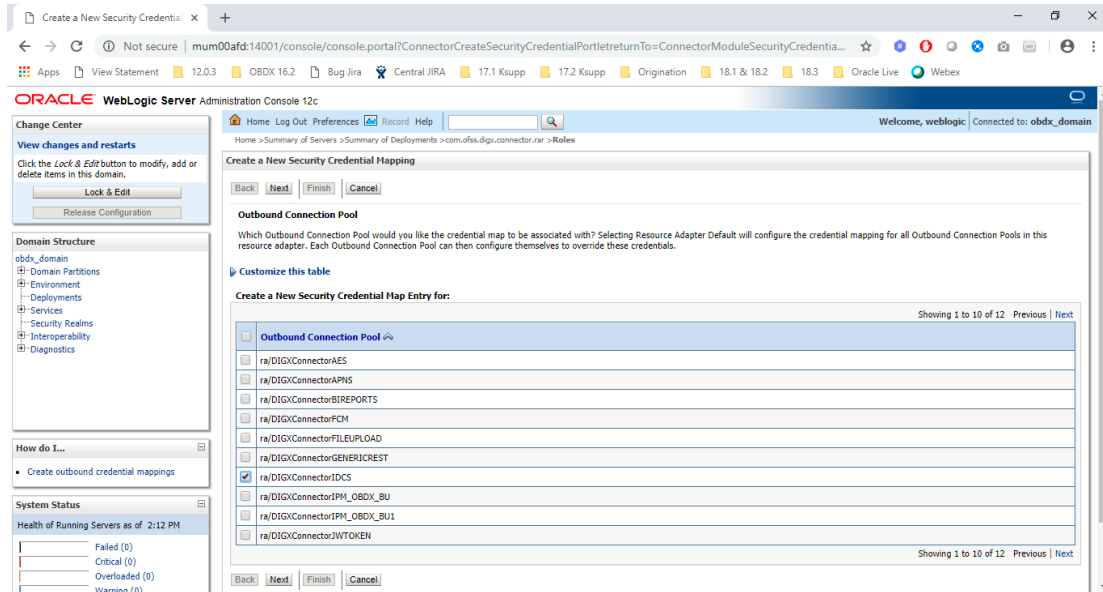 Create a New Security Credential
Not secure | mum00afd:14001/console/console.portal?ConnectorCreateSecurityCredentialPortletreturnTo=ConnectorModuleSecurityCredentia...
Apps View Statement 12.0.3 OBDX 16.2 Bug Jira Central JIRA 17.1 Ksupp 17.2 Ksupp Origination 18.1 & 18.2 18.3 Oracle Live Webex
ORACLE WebLogic Server Administration Console 12c
Change Center
View changes and restarts
Click the Lock & Edit button to modify, add or
delete items in this domain.
Lock & Edit
Release Configuration
Domain Structure
obdx_domain
Domain Partitions
Environment
Deployments
Services
Security Realms
Interoperability
Diagnostics
How do I...
Create outbound credential mappings
System Status
Health of Running Servers as of 2:12 PM
Failed (0)
Critical (0)
Overloaded (0)
Warning (0)
Home Log Out Preferences Record Help
Welcome, weblogic Connected to: obdx_domain
Home >Summary of Servers >Summary of Deployments >com.ofss.digx.connector.rar >Roles
Create a New Security Credential Mapping
Back Next Finish Cancel
Outbound Connection Pool
Which Outbound Connection Pool would you like the credential map to be associated with? Selecting Resource Adapter Default will configure the credential mapping for all Outbound Connection Pools in this
resource adapter. Each Outbound Connection Pool can then configure themselves to override these credentials.
Customize this table
Create a New Security Credential Map Entry for:
Showing 1 to 10 of 12 Previous | Next
Outbound Connection Pool
ra/DIGXConnectorAES
ra/DIGXConnectorAPNS
ra/DIGXConnectorBIREPORTS
ra/DIGXConnectorFCM
ra/DIGXConnectorFILEUPLOAD
ra/DIGXConnectorGENERICREST
ra/DIGXConnectorIDCS
ra/DIGXConnectorIPM_OBDX_BU
ra/DIGXConnectorIPM_OBDX_BU1
ra/DIGXConnectorJWTOKEN
Showing 1 to 10 of 12 Previous | Next
Back Next Finish Cancel